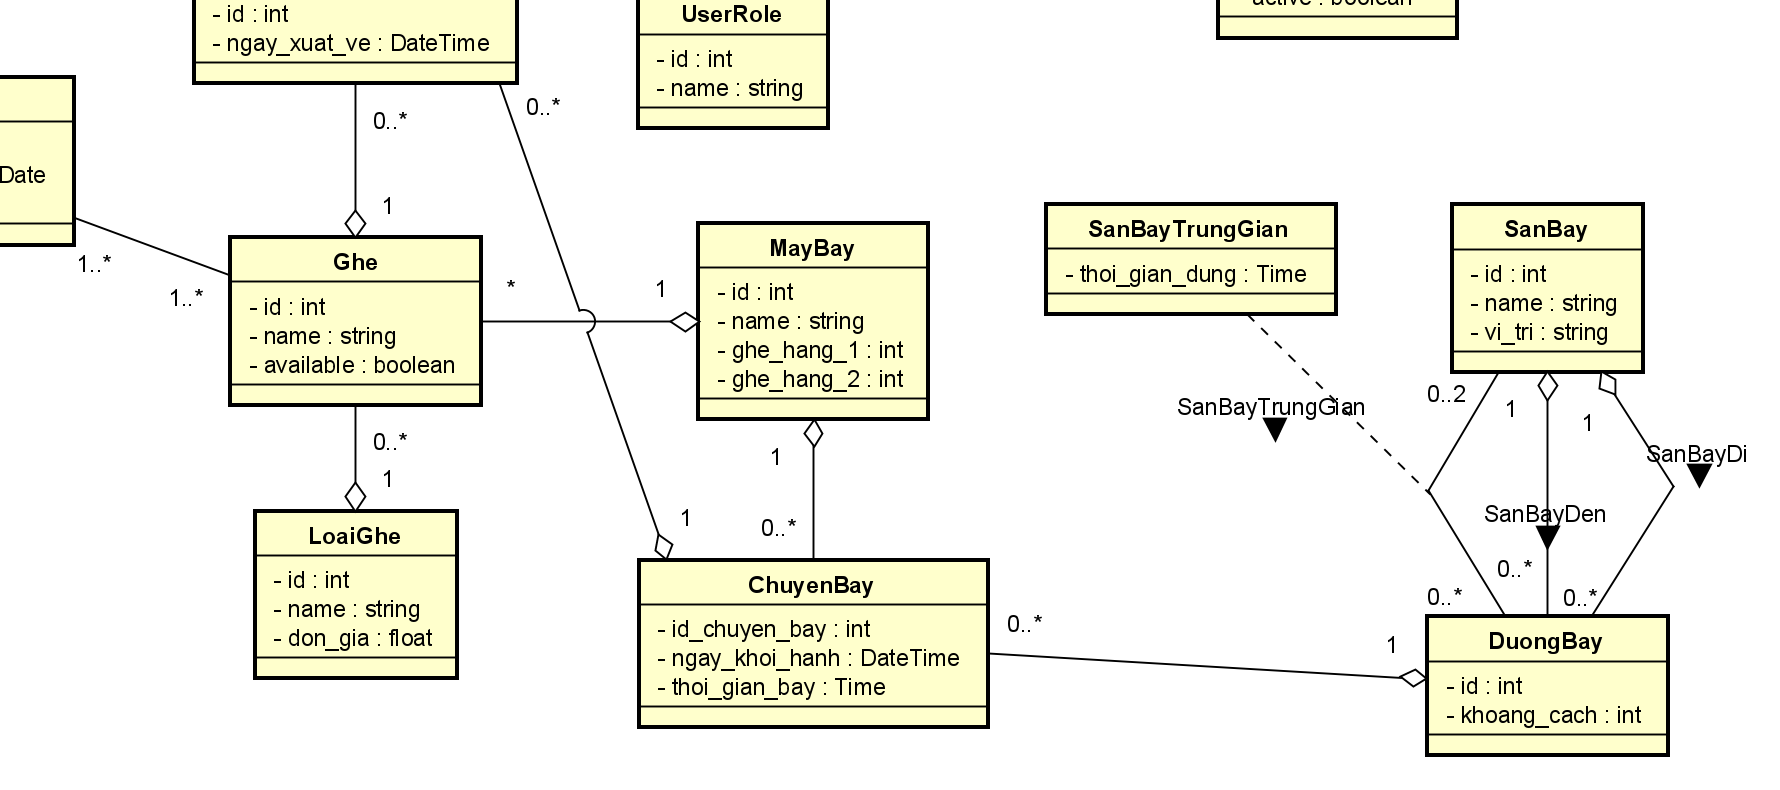 - id : int
- ngay_xuat_ve : DateTime
UserRole
- id : int
- name : string
active : boolean
0..*
0..*
Date
1..*
1..*
1
Ghe
- id : int
- name : string
- available : boolean
*
1
MayBay
- id : int
- name : string
- ghe_hang_1 : int
- ghe_hang_2 : int
SanBayTrungGian
- thoi_gian_dung : Time
SanBay
- id : int
- name : string
- vi_tri : string
0..2
1
1
SanBayTrungGian
SanBayDi
SanBayDen
0..*
0..*
0..*
0..*
1
LoaiGhe
- id : int
- name : string
- don_gia : float
1
0..*
1
ChuyenBay
- id_chuyen_bay : int
- ngay_khoi_hanh : DateTime
- thoi_gian_bay : Time
0..*
1
DuongBay
- id : int
- khoang_cach : int